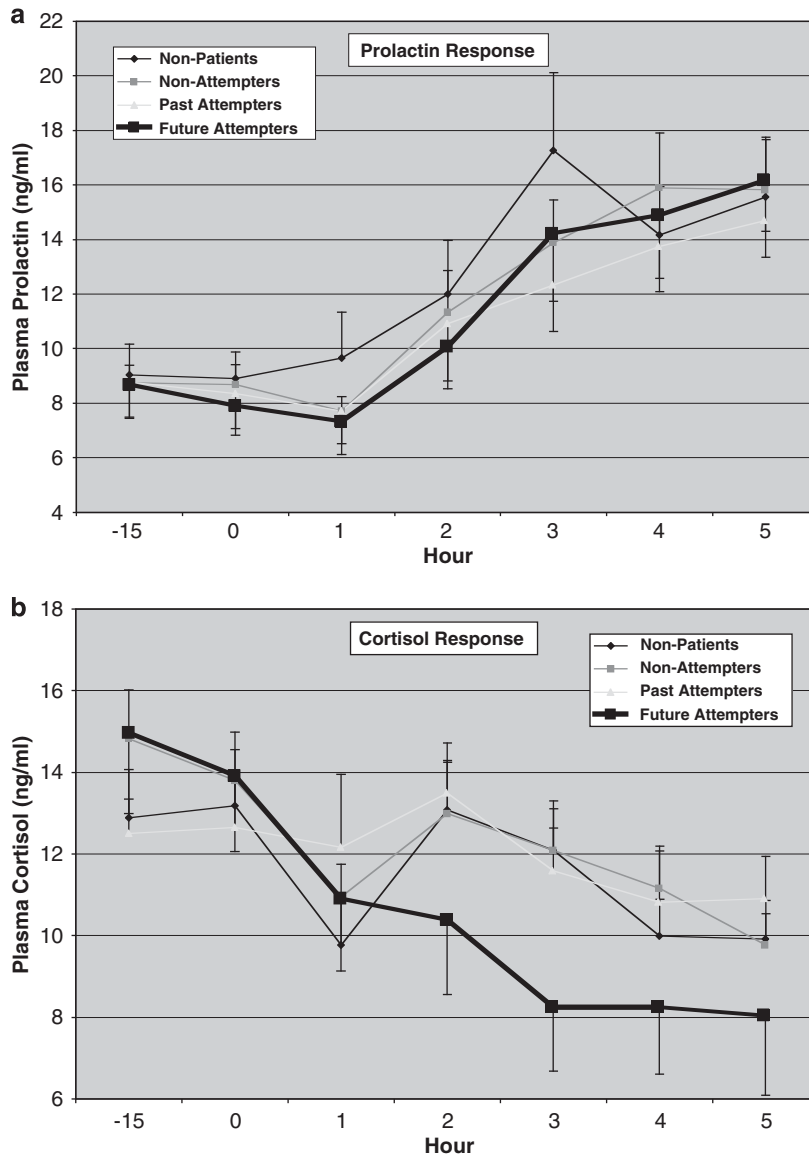 a
Prolactin Response
Non-Patients
Non-Attempters
Past Attempters
Future Attempters
Plasma Prolactin (ng/ml)
22
20
18
16
14
12
10
8
6
4
-15 0 1 2 3 4 5
Hour
b
Cortisol Response
Non-Patients
Non-Attempters
Past Attempters
Future Attempters
Plasma Cortisol (ng/ml)
18
16
14
12
10
8
6
-15 0 1 2 3 4 5
Hour